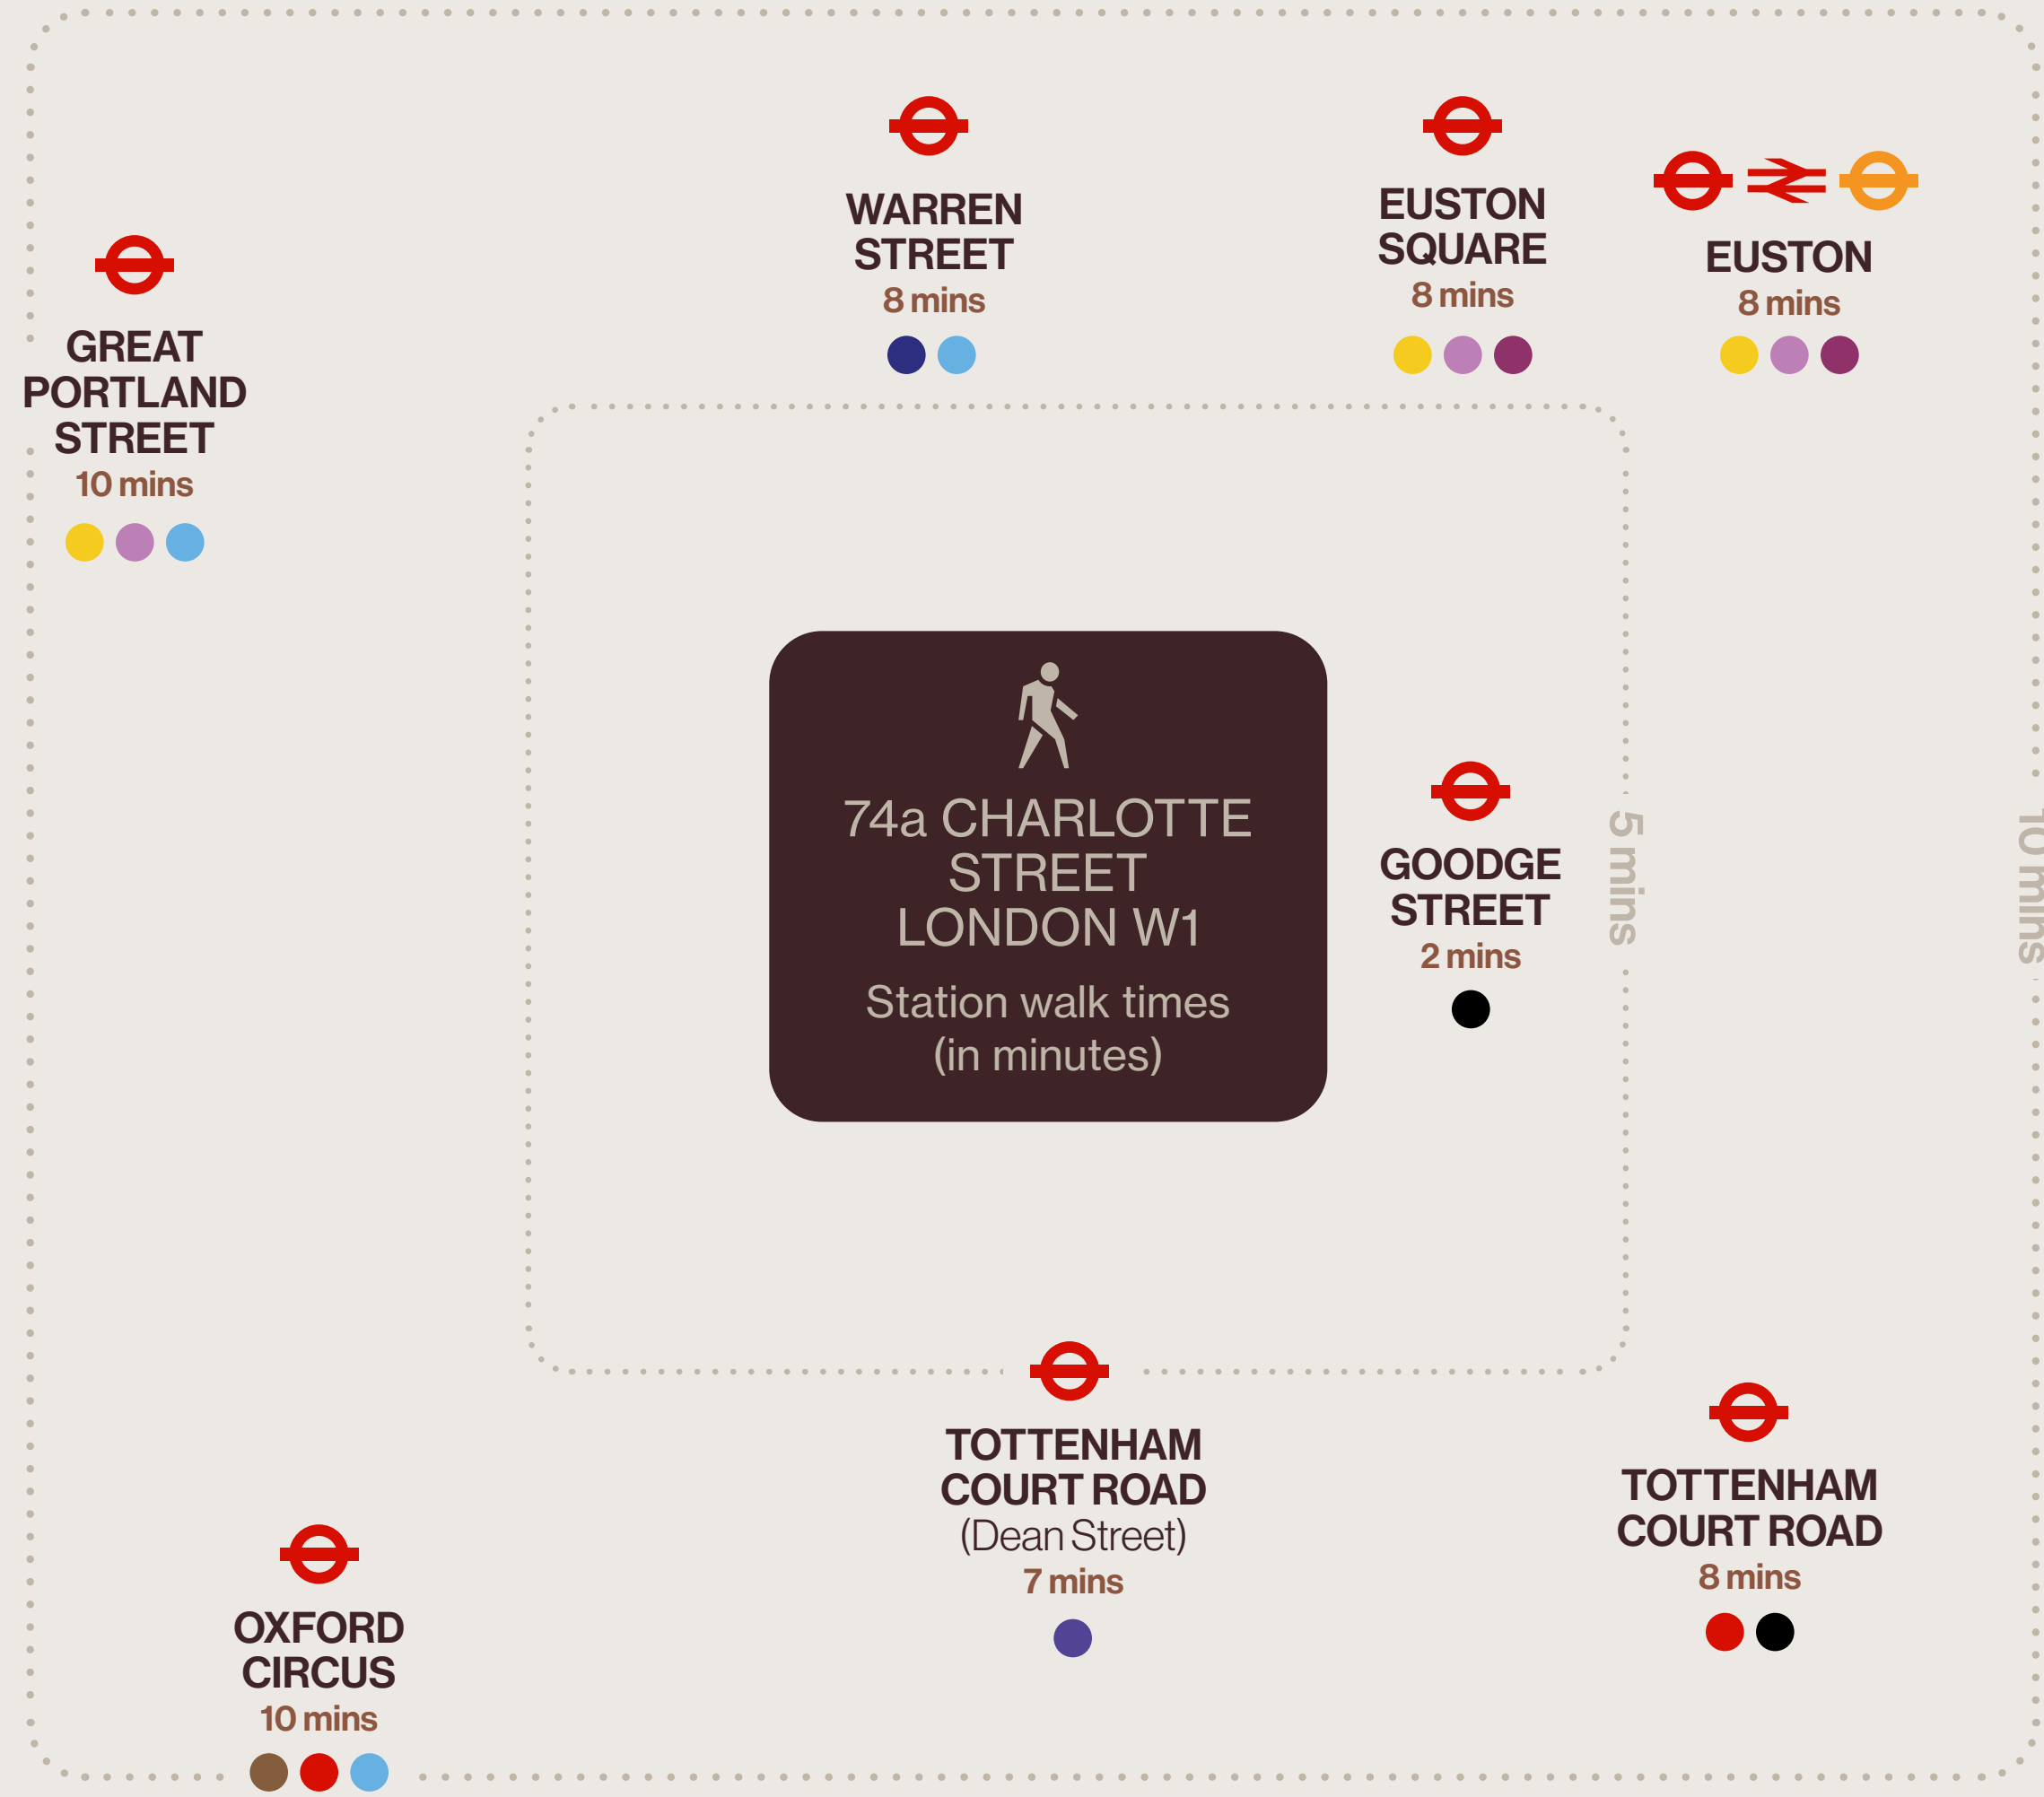 WARREN
STREET
8 mins
EUSTON
SQUARE
8 mins
EUSTON
8 mins
GREAT
PORTLAND
STREET
10 mins
74a CHARLOTTE
STREET
LONDON W1
Station walk times
(in minutes)
GOODGE
STREET
2 mins
5 mins
10 mins
TOTTENHAM
COURT ROAD
(Dean Street)
7 mins
TOTTENHAM
COURT ROAD
8 mins
OXFORD
CIRCUS
10 mins